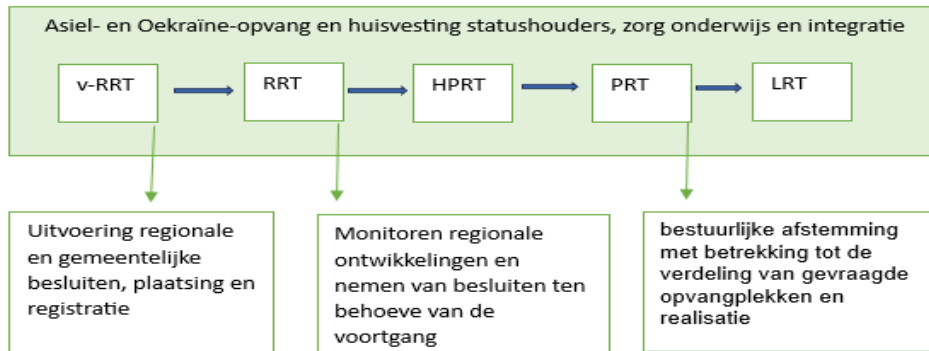 Asiel- en Oekraïne-opvang en huisvesting statushouders, zorg onderwijs en integratie
v-RRT
RRT
HPRT
PRT
LRT
Uitvoering regionale
en gemeentelijke
besluiten, plaatsing en
registratie
Monitoren regionale
ontwikkelingen en
nemen van besluiten ten
behoeve van de
voortgang
bestuurlijke afstemming
met betrekking tot de
verdeling van gevraagde
opvangplekken en
realisatie